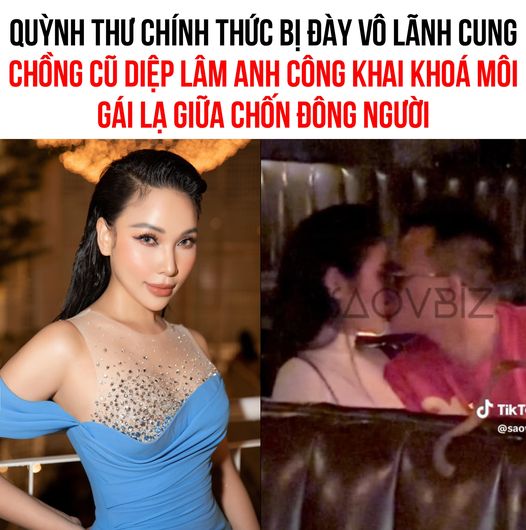 QUỲNH THƯ CHÍNH THỨC BỊ ĐÀY VÔ LÃNH CUNG
CHỒNG CŨ DIỆP LÂM ANH CÔNG KHAI KHOÁ MÔI
GÁI LẠ GIỮA CHỐN ĐÔNG NGƯỜI
SAOVBIZ
TikT
@saov